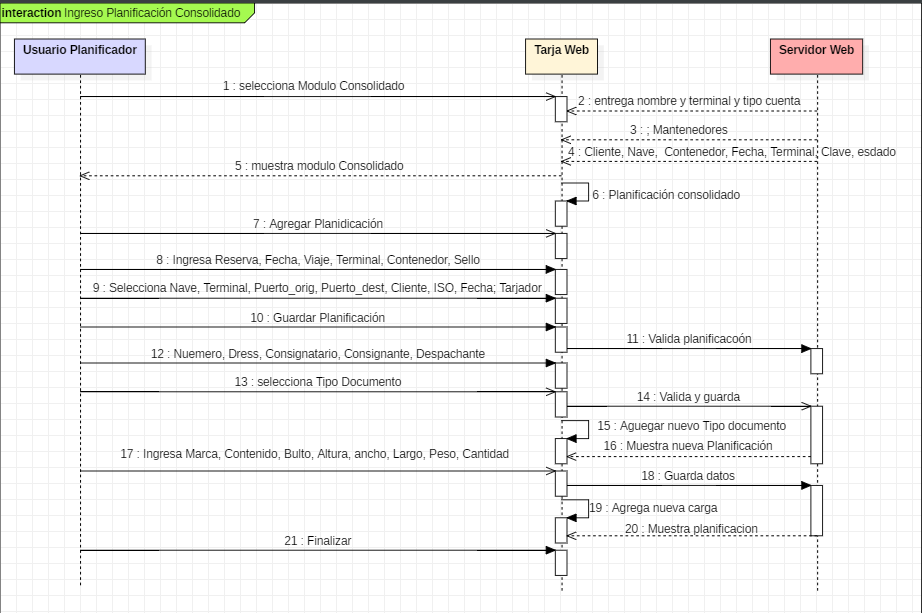 interaction Ingreso Planificación Consolidado
Usuario Planificador
Tarja Web
Servidor Web
1 : selecciona Modulo Consolidado
2 : entrega nombre y terminal y tipo cuenta
3 : ; Mantenedores
4 : Cliente, Nave, Contenedor, Fecha, Terminal, Clave, esdado
5 : muestra modulo Consolidado
6 : Planificación consolidado
7 : Agregar Planidicación
8 : Ingresa Reserva, Fecha, Viaje, Terminal, Contenedor, Sello
9 : Selecciona Nave, Terminal, Puerto_orig, Puerto_dest, Cliente, ISO, Fecha; Tarjador
10 : Guardar Planificación
11 : Valida planificacoón
12 : Nuemero, Dress, Consignatario, Consignante, Despachante
13 : selecciona Tipo Documento
14 : Valida y guarda
15 : Aguegar nuevo Tipo documento
16 : Muestra nueva Planificación
17 : Ingresa Marca, Contenido, Bulto, Altura, ancho, Largo, Peso, Cantidad
18 : Guarda datos
19 : Agrega nueva carga
20 : Muestra planificacion
21 : Finalizar